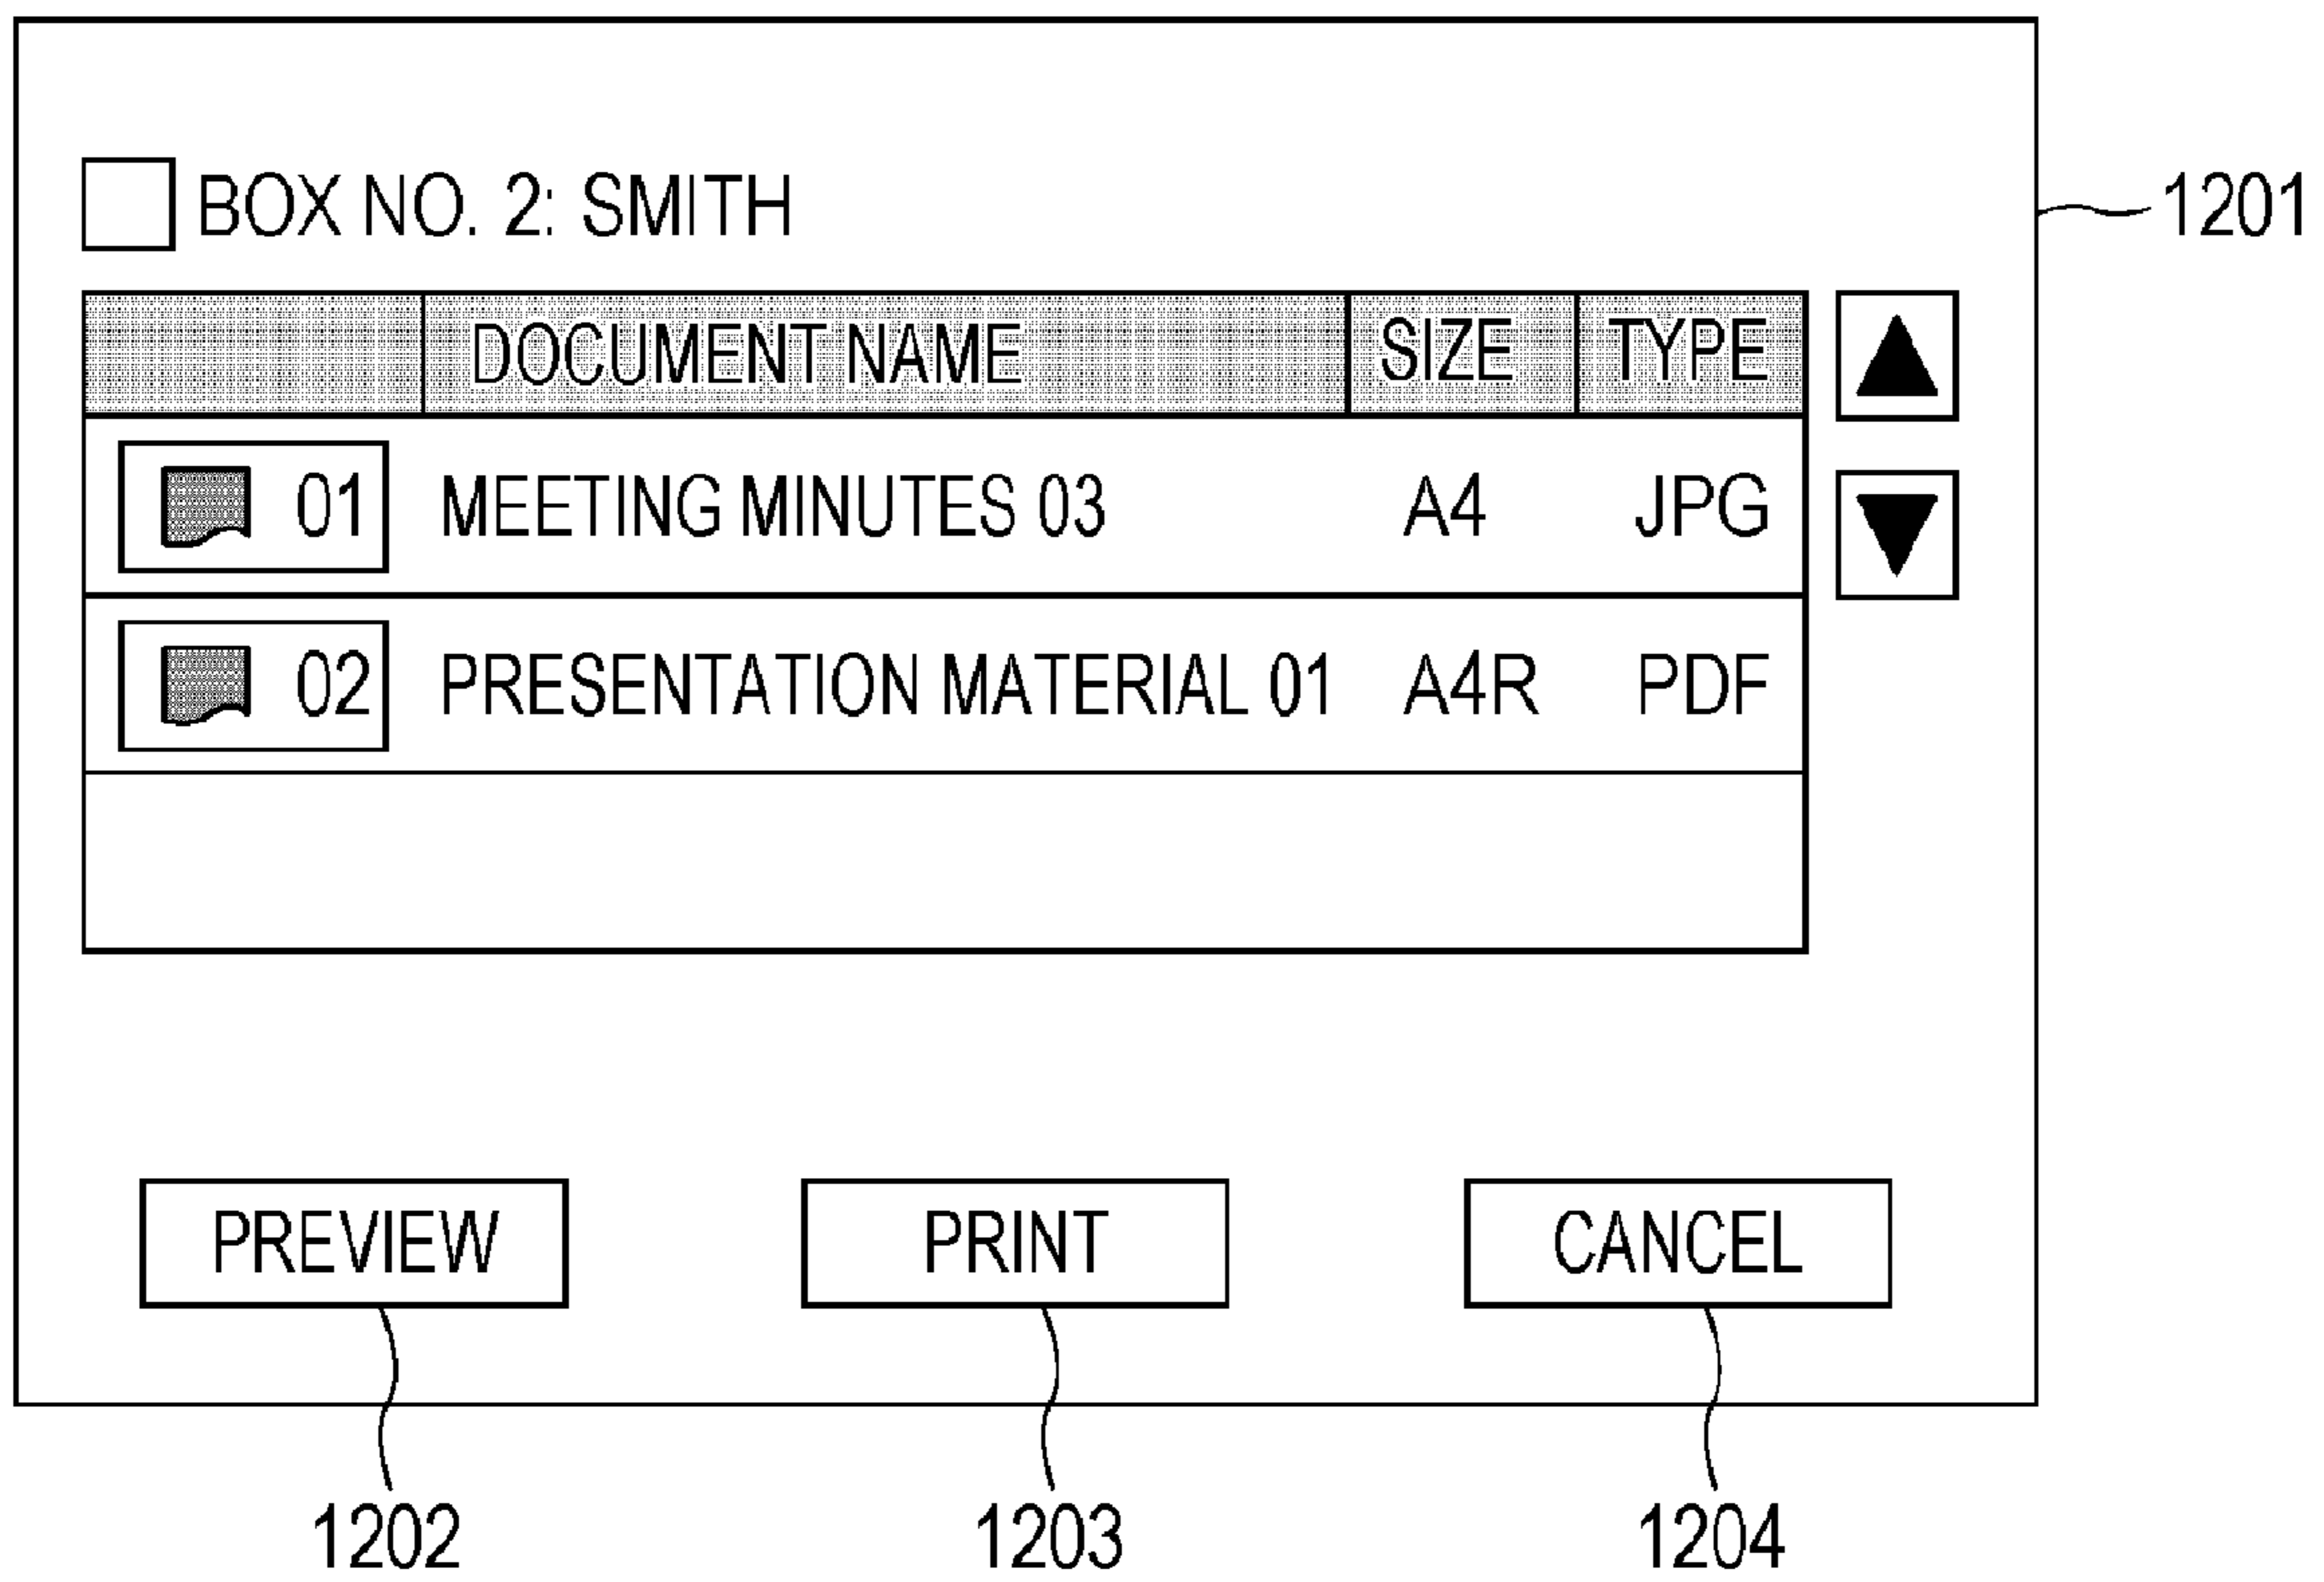 BOX NO. 2: SMITH
1201
DOCUMENT NAME SIZE TYPE
01 MEETING MINUTES 03 A4 JPG
02 PRESENTATION MATERIAL 01 A4R PDF
PREVIEW PRINT CANCEL
1202 1203 1204